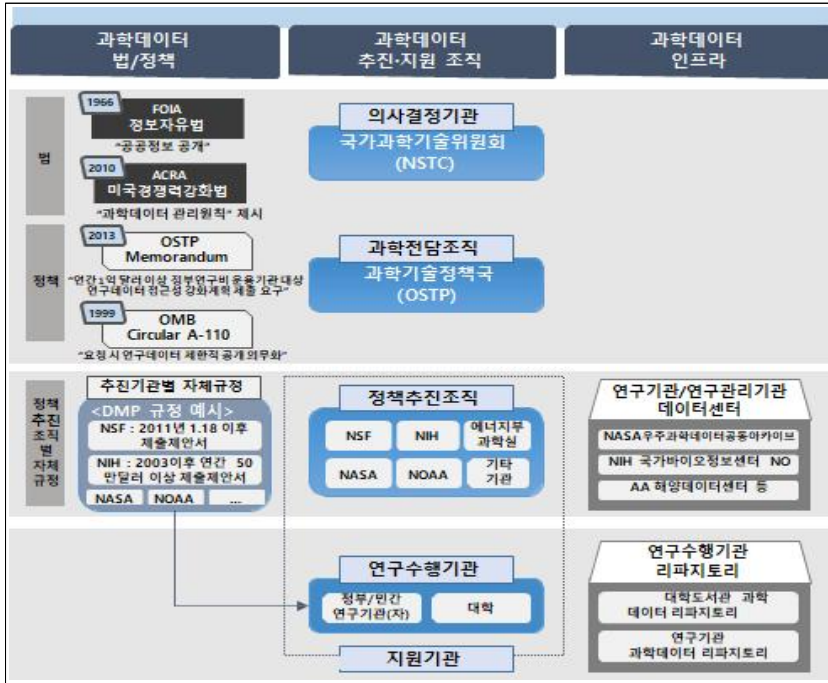 과학데이터
법/정책
과학데이터
추진·지원 조직
과학데이터
인프라
법
1966
FOIA
정보자유법
"공공정보 공개"
2010
ACRA
미국경쟁력강화법
"과학데이터 관리원칙" 제시
의사결정기관
국가과학기술위원회
(NSTC)
정책
2013
OSTP
Memorandum
"연간1억 달러 이상 정부연구비 운용기관 대상
연구데이터 접근성 강화계획 제출 요구"
1999
OMB
Circular A-110
"요청 시 연구데이터 제한적 공개 의무화"
과학전담조직
과학기술정책국
(OSTP)
정책
추진
조직
별
자체
규정
추진기관별 자체규정
<DMP 규정 예시>
NSF : 2011년 1.18 이후
제출제안서
NIH : 2003이후 연간 50
만달러 이상 제출제안서
NASA
NOAA
...
정책추진조직
NSF
NIH
에너지부
과학실
NASA
NOAA
기타
기관
연구기관/연구관리기관
데이터센터
NASA우주과학데이터공동아카이브
NIH 국가바이오정보센터 NO
AA 해양데이터센터 등
연구수행기관
정부/민간
연구기관(자)
대학
지원기관
연구수행기관
리파지토리
대학도서관 과학
데이터 리파지토리
연구기관
과학데이터 리파지토리